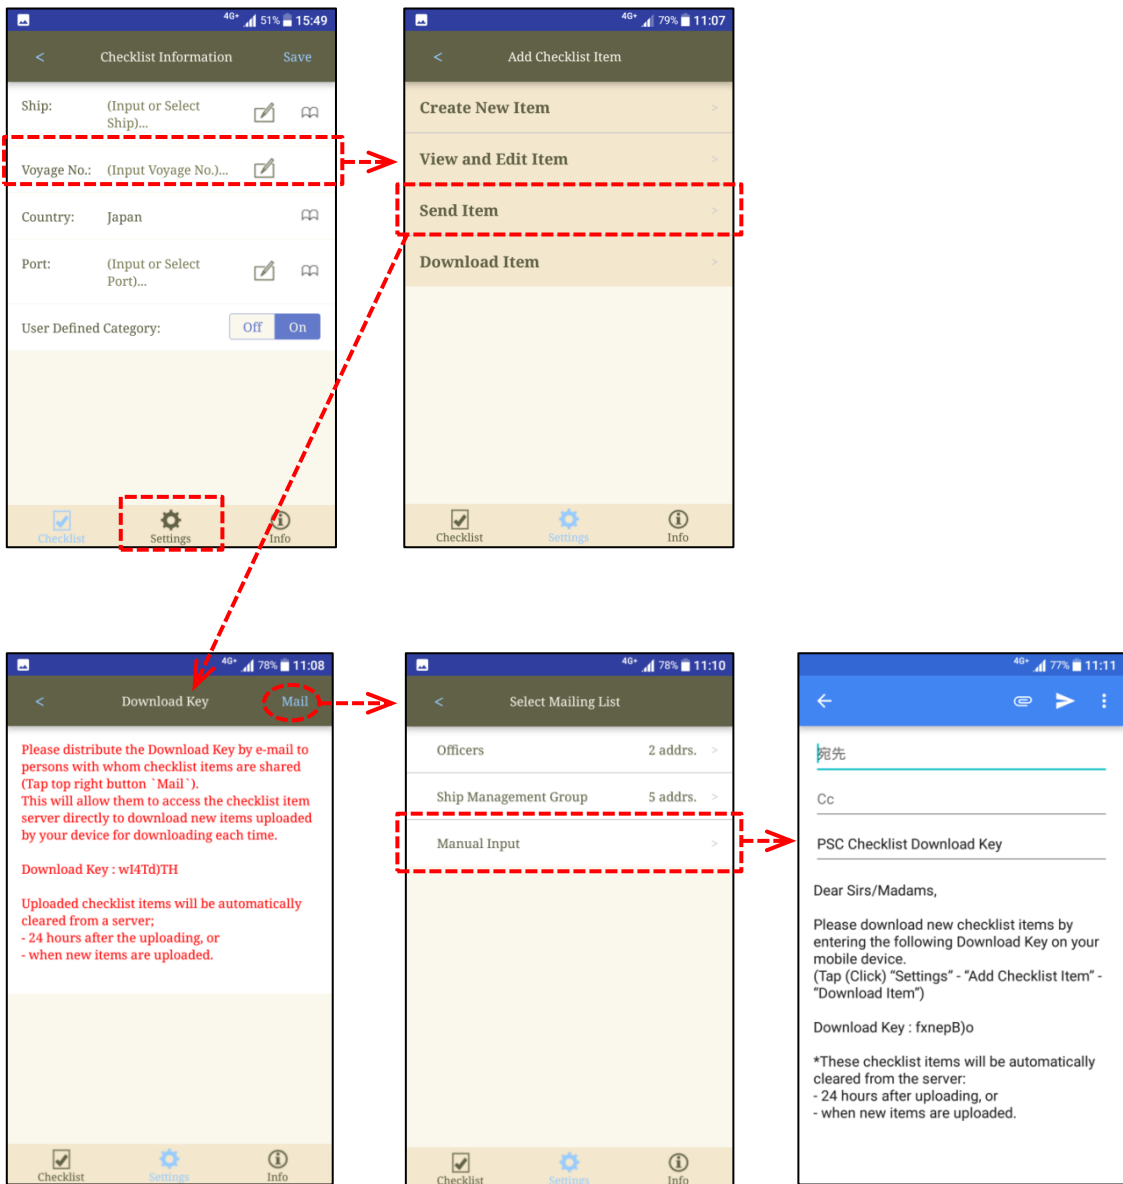 4G+ 51% 15:49
< Checklist Information Save
Ship: (Input or Select
Ship)...
Voyage No.: (Input Voyage No.)...
Country: Japan
Port: (Input or Select
Port)...
User Defined Category: Off On
Checklist Settings Info
4G+ 79% 11:07
< Add Checklist Item
Create New Item >
View and Edit Item >
Send Item >
Download Item >
Checklist Settings Info
4G+ 78% 11:08
< Download Key Mail
Please distribute the Download Key by e-mail to
persons with whom checklist items are shared
(Tap top right button `Mail`).
This will allow them to access the checklist item
server directly to download new items uploaded
by your device for downloading each time.
Download Key : wI4Td)TH
Uploaded checklist items will be automatically
cleared from a server;
- 24 hours after the uploading, or
- when new items are uploaded.
Checklist Settings Info
4G+ 78% 11:10
< Select Mailing List
Officers 2 addrs. >
Ship Management Group 5 addrs. >
Manual Input >
Checklist Settings Info
4G+ 77% 11:11
宛先
Cc
PSC Checklist Download Key
Dear Sirs/Madams,
Please download new checklist items by
entering the following Download Key on your
mobile device.
(Tap (Click) “Settings” - “Add Checklist Item” -
“Download Item”)
Download Key : fxnepB)o
*These checklist items will be automatically
cleared from the server:
- 24 hours after uploading, or
- when new items are uploaded.